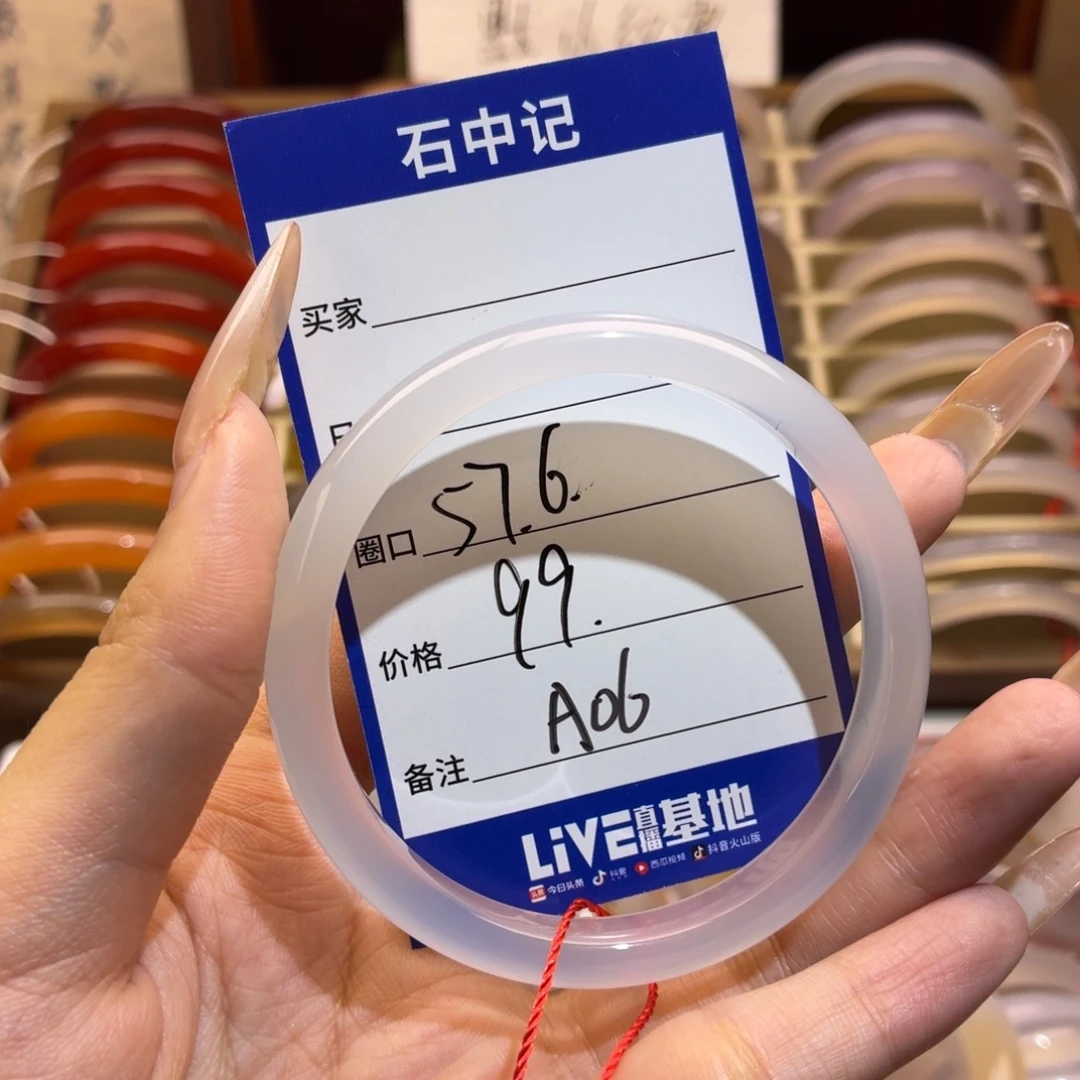 石中记
买家
圈口 57.6.
价格 99.
备注 A06
LiVE直播基地
今日头条 抖音 西瓜视频 抖音火山版